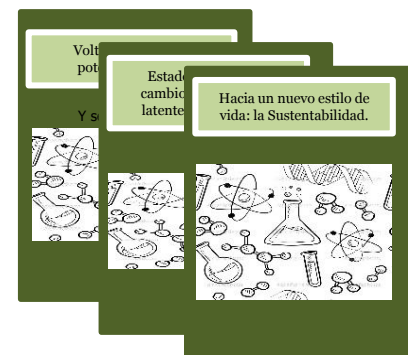 Volt
pot
Y s
Estad
cambio
latente
Hacia un nuevo estilo de
vida: la Sustentabilidad.